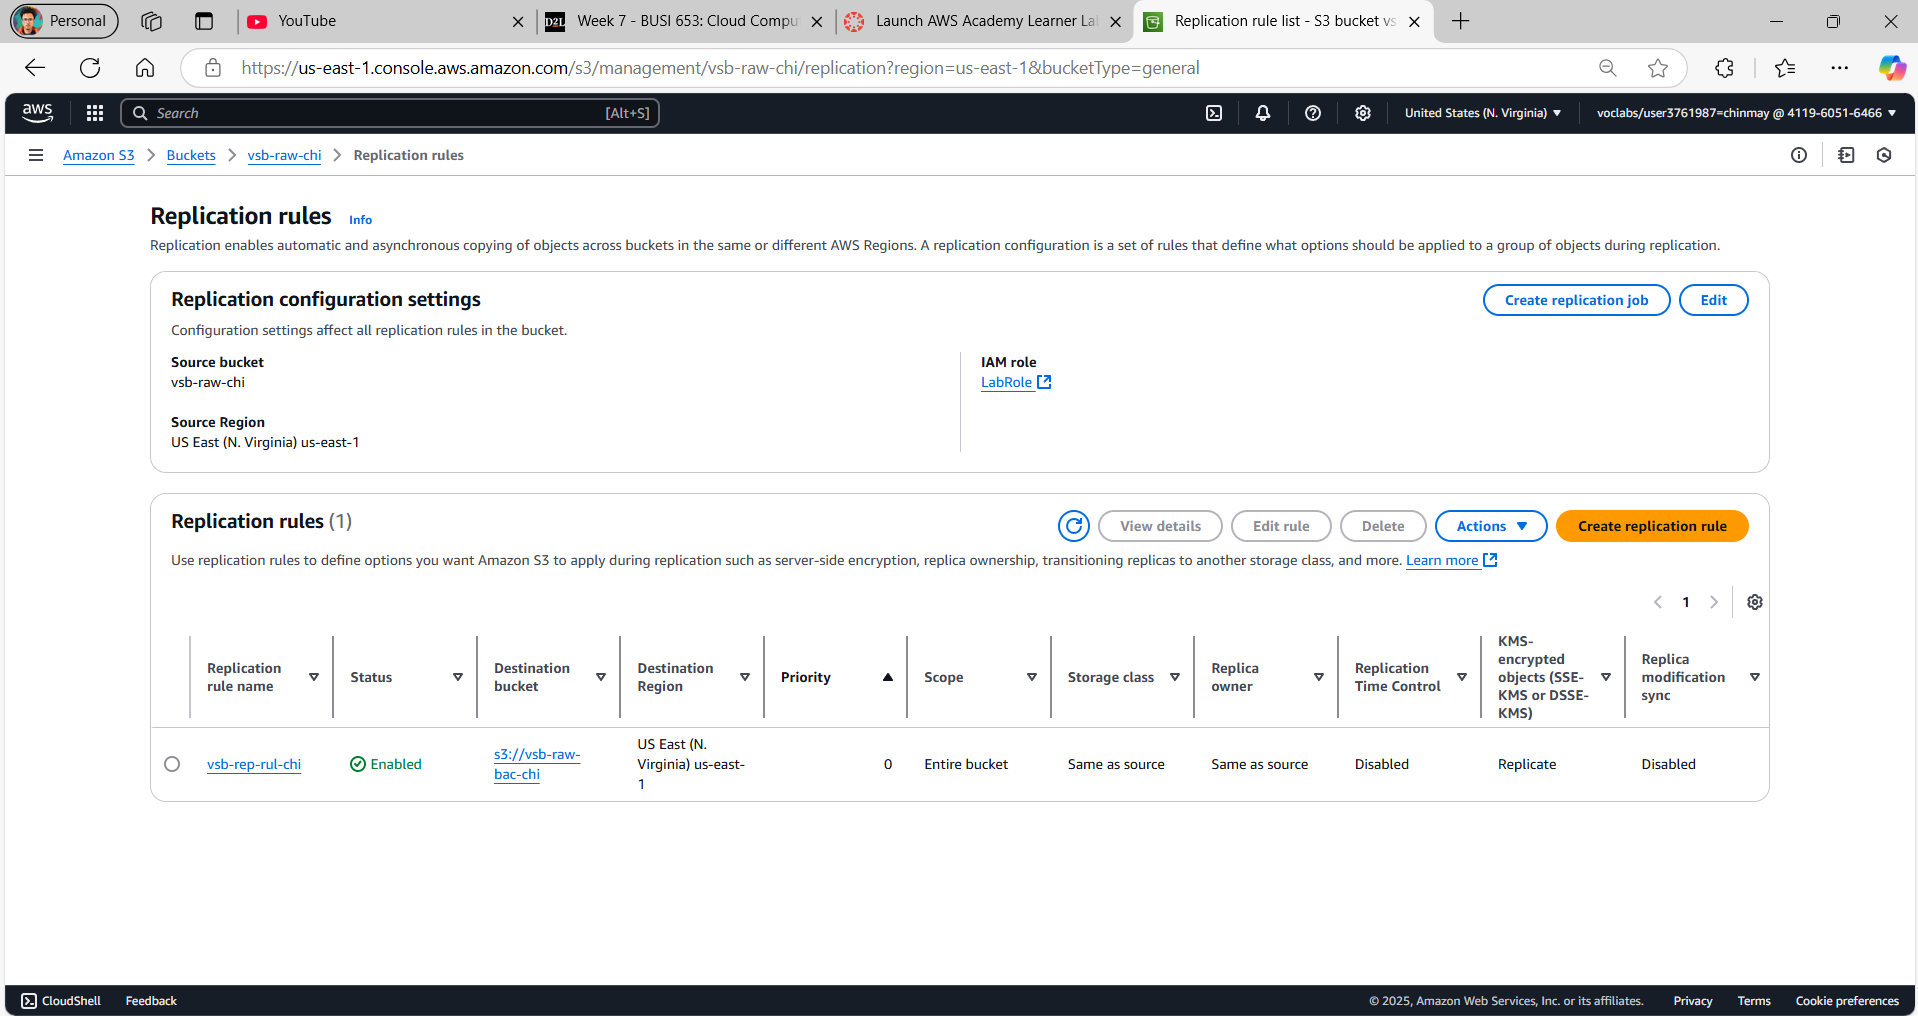 Personal
YouTube
Week 7 - BUSI 653: Cloud Compu
Launch AWS Academy Learner La
Replication rule list - S3 bucket vs
https://us-east-1.console.aws.amazon.com/s3/management/vsb-raw-chi/replication?region=us-east-1&bucketType=general
aws
Search
[Alt+S]
United States (N. Virginia)
voclabs/user3761987=chinmay @ 4119-6051-6466
Amazon S3
Buckets
vsb-raw-chi
Replication rules
Replication rules
Info
Replication enables automatic and asynchronous copying of objects across buckets in the same or different AWS Regions. A replication configuration is a set of rules that define what options should be applied to a group of objects during replication.
Replication configuration settings
Create replication job
Edit
Configuration settings affect all replication rules in the bucket.
Source bucket
vsb-raw-chi
Source Region
US East (N. Virginia) us-east-1
IAM role
LabRole
Replication rules (1)
View details
Edit rule
Delete
Actions
Create replication rule
Use replication rules to define options you want Amazon S3 to apply during replication such as server-side encryption, replica ownership, transitioning replicas to another storage class, and more. Learn more
1
Replication
rule name
Status
Destination
bucket
Destination
Region
Priority
Scope
Storage class
Replica
owner
Replication
Time Control
KMS-
encrypted
objects (SSE-
KMS or DSSE-
KMS)
Replica
modification
sync
vsb-rep-rul-chi
Enabled
s3://vsb-raw-
bac-chi
US East (N.
Virginia) us-east-
1
0
Entire bucket
Same as source
Same as source
Disabled
Replicate
Disabled
CloudShell
Feedback
© 2025, Amazon Web Services, Inc. or its affiliates.
Privacy
Terms
Cookie preferences